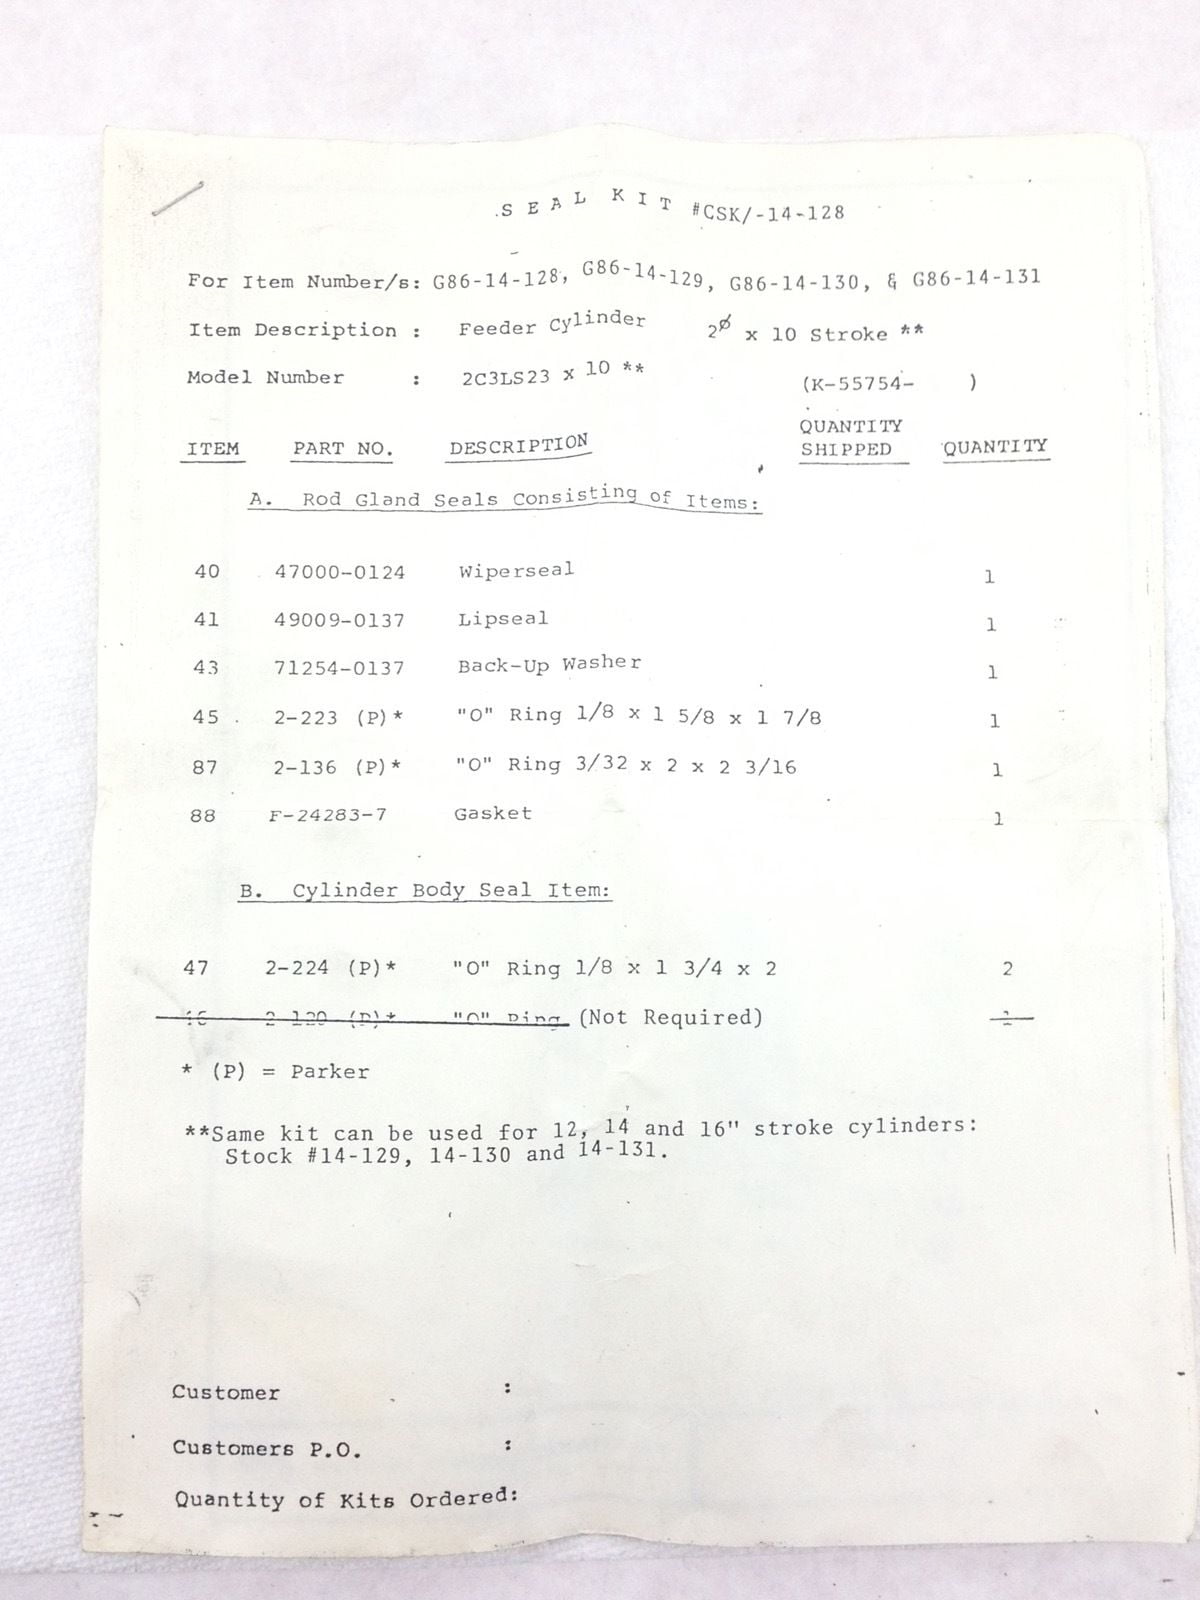 SEAL KIT #CSK/-14-128
For Item Number/s: G86-14-128, G86-14-129, G86-14-130, & G86-14-131
Item Description : Feeder Cylinder 2ø x 10 Stroke **
Model Number : 2C3LS23 x 10 ** (K-55754- )
ITEM PART NO. DESCRIPTION QUANTITY SHIPPED QUANTITY
A. Rod Gland Seals Consisting of Items:
40 47000-0124 Wiperseal 1
41 49009-0137 Lipseal 1
43 71254-0137 Back-Up Washer 1
45 2-223 (P)* "O" Ring 1/8 x 1 5/8 x 1 7/8 1
87 2-136 (P)* "O" Ring 3/32 x 2 x 2 3/16 1
88 F-24283-7 Gasket 1
B. Cylinder Body Seal Item:
47 2-224 (P)* "O" Ring 1/8 x 1 3/4 x 2 2
(P)* "O" Ring (Not Required)
* (P) = Parker
**Same kit can be used for 12, 14 and 16" stroke cylinders:
Stock #14-129, 14-130 and 14-131.
Customer :
Customers P.O. :
Quantity of Kits Ordered: